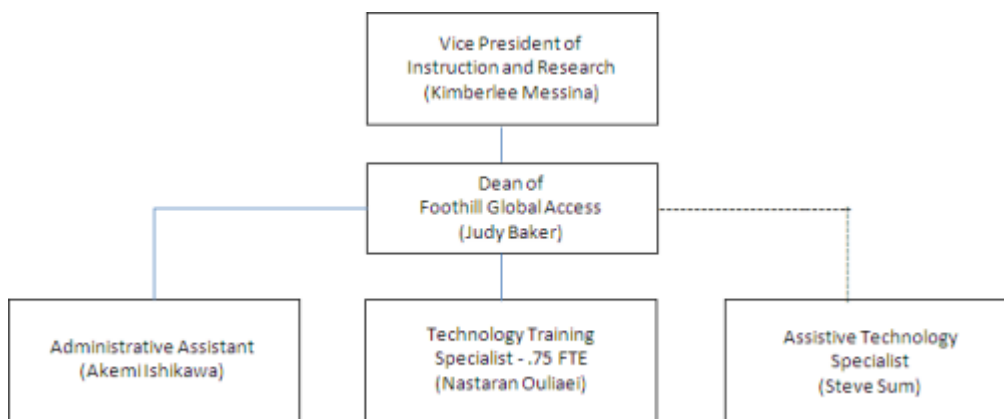 Vice President of
Instruction and Research
(Kimberlee Messina)
Dean of
Foothill Global Access
(Judy Baker)
Administrative Assistant
(Akemi Ishikawa)
Technology Training
Specialist - .75 FTE
(Nastaran Ouliaei)
Assistive Technology
Specialist
(Steve Sum)